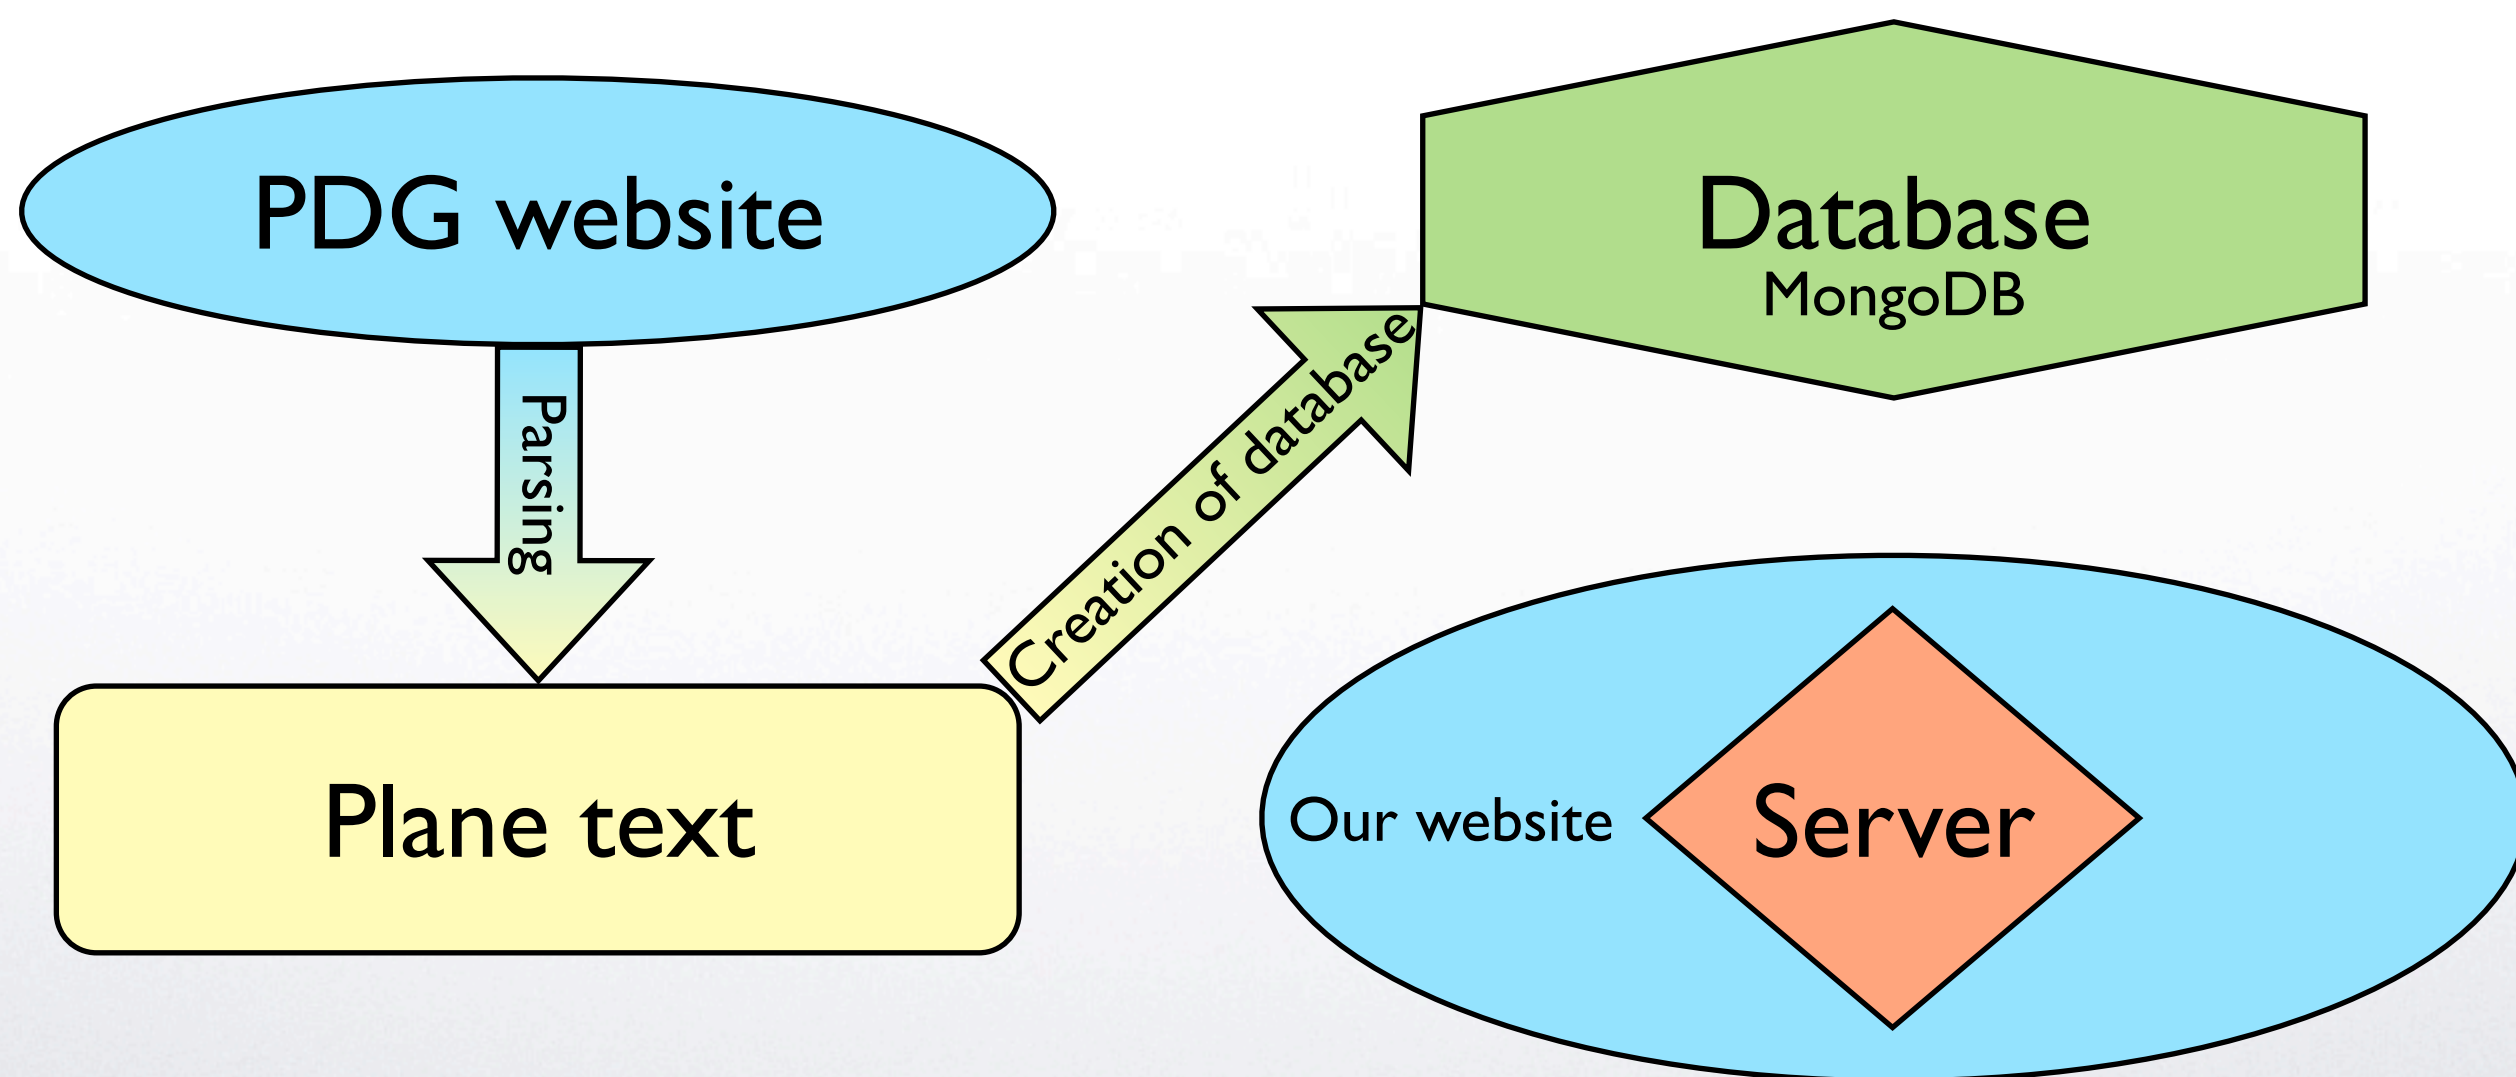 PDG website
Parsing
Plane text
Creation of database
Database
MongoDB
Our website
Server